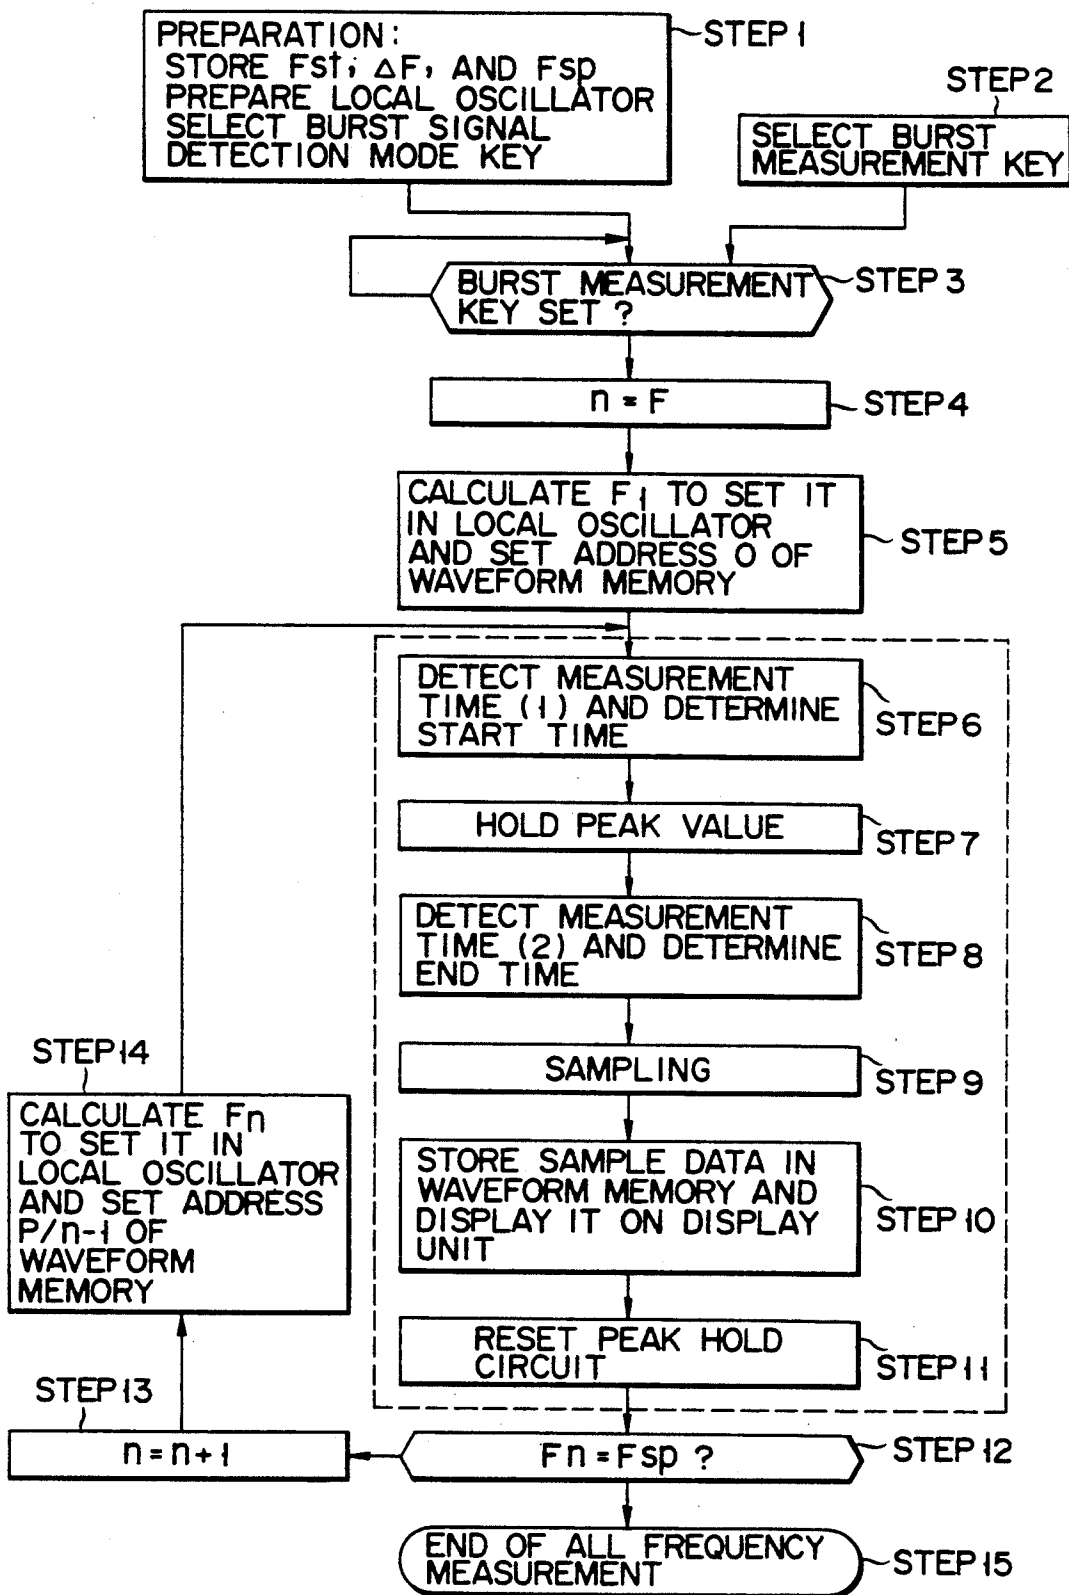 PREPARATION:
STORE Fst, ΔF, AND Fsp
PREPARE LOCAL OSCILLATOR
SELECT BURST SIGNAL
DETECTION MODE KEY
STEP 1
STEP 2
SELECT BURST
MEASUREMENT KEY
BURST MEASUREMENT
KEY SET ?
STEP 3
n = F
STEP 4
CALCULATE F1 TO SET IT
IN LOCAL OSCILLATOR
AND SET ADDRESS 0 OF
WAVEFORM MEMORY
STEP 5
DETECT MEASUREMENT
TIME (1) AND DETERMINE
START TIME
STEP 6
HOLD PEAK VALUE
STEP 7
DETECT MEASUREMENT
TIME (2) AND DETERMINE
END TIME
STEP 8
SAMPLING
STEP 9
STORE SAMPLE DATA IN
WAVEFORM MEMORY AND
DISPLAY IT ON DISPLAY
UNIT
STEP 10
RESET PEAK HOLD
CIRCUIT
STEP 11
Fn = Fsp ?
STEP 12
STEP 13
n = n + 1
STEP 14
CALCULATE Fn
TO SET IT IN
LOCAL OSCILLATOR
AND SET ADDRESS
P/n-1 OF
WAVEFORM
MEMORY
END OF ALL FREQUENCY
MEASUREMENT
STEP 15